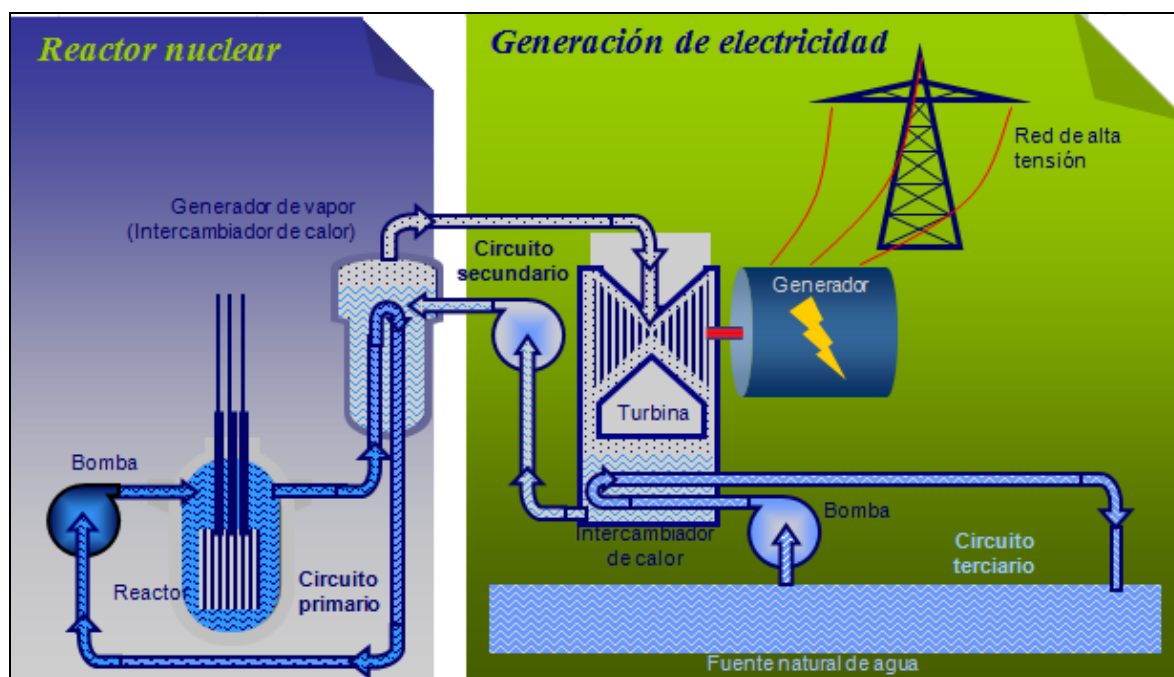 Reactor nuclear
Generación de electricidad
Red de alta
tensión
Generador de vapor
(Intercambiador de calor)
Circuito
secundario
Generador
Turbina
Bomba
Bomba
Intercambiador
de calor
Circuito
terciario
Reactor
Circuito
primario
Fuente natural de agua